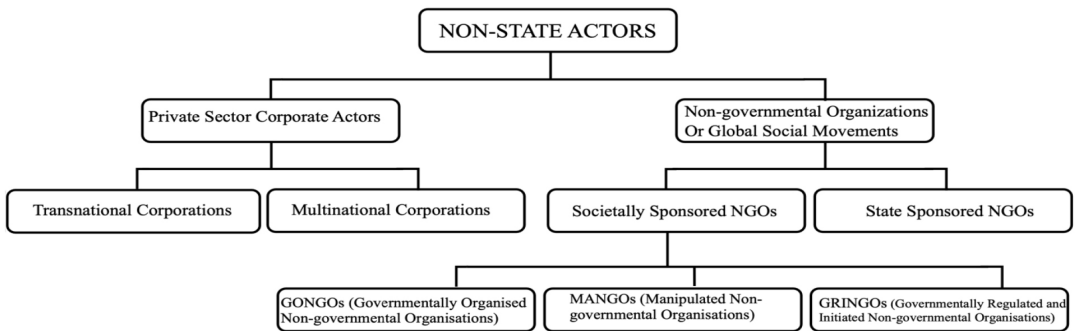 NON-STATE ACTORS
Private Sector Corporate Actors
Non-governmental Organizations
Or Global Social Movements
Transnational Corporations
Multinational Corporations
Societally Sponsored NGOs
State Sponsored NGOs
GONGOs (Governmentally Organised
Non-governmental Organisations)
MANGOs (Manipulated Non-
governmental Organisations)
GRINGOs (Governmentally Regulated and
Initiated Non-governmental Organisations)